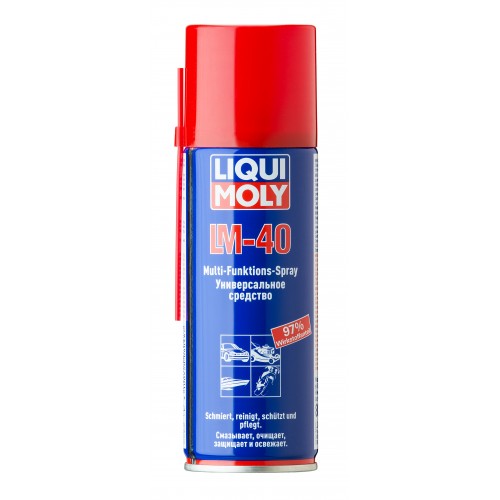 LIQUI
MOLY
LM-40
Multi-Funktions-Spray
Универсальное
средство
97%
Schmiert, reinigt, schützt und
pflegt.
Смазывает, очищает,
защищает и освежает.